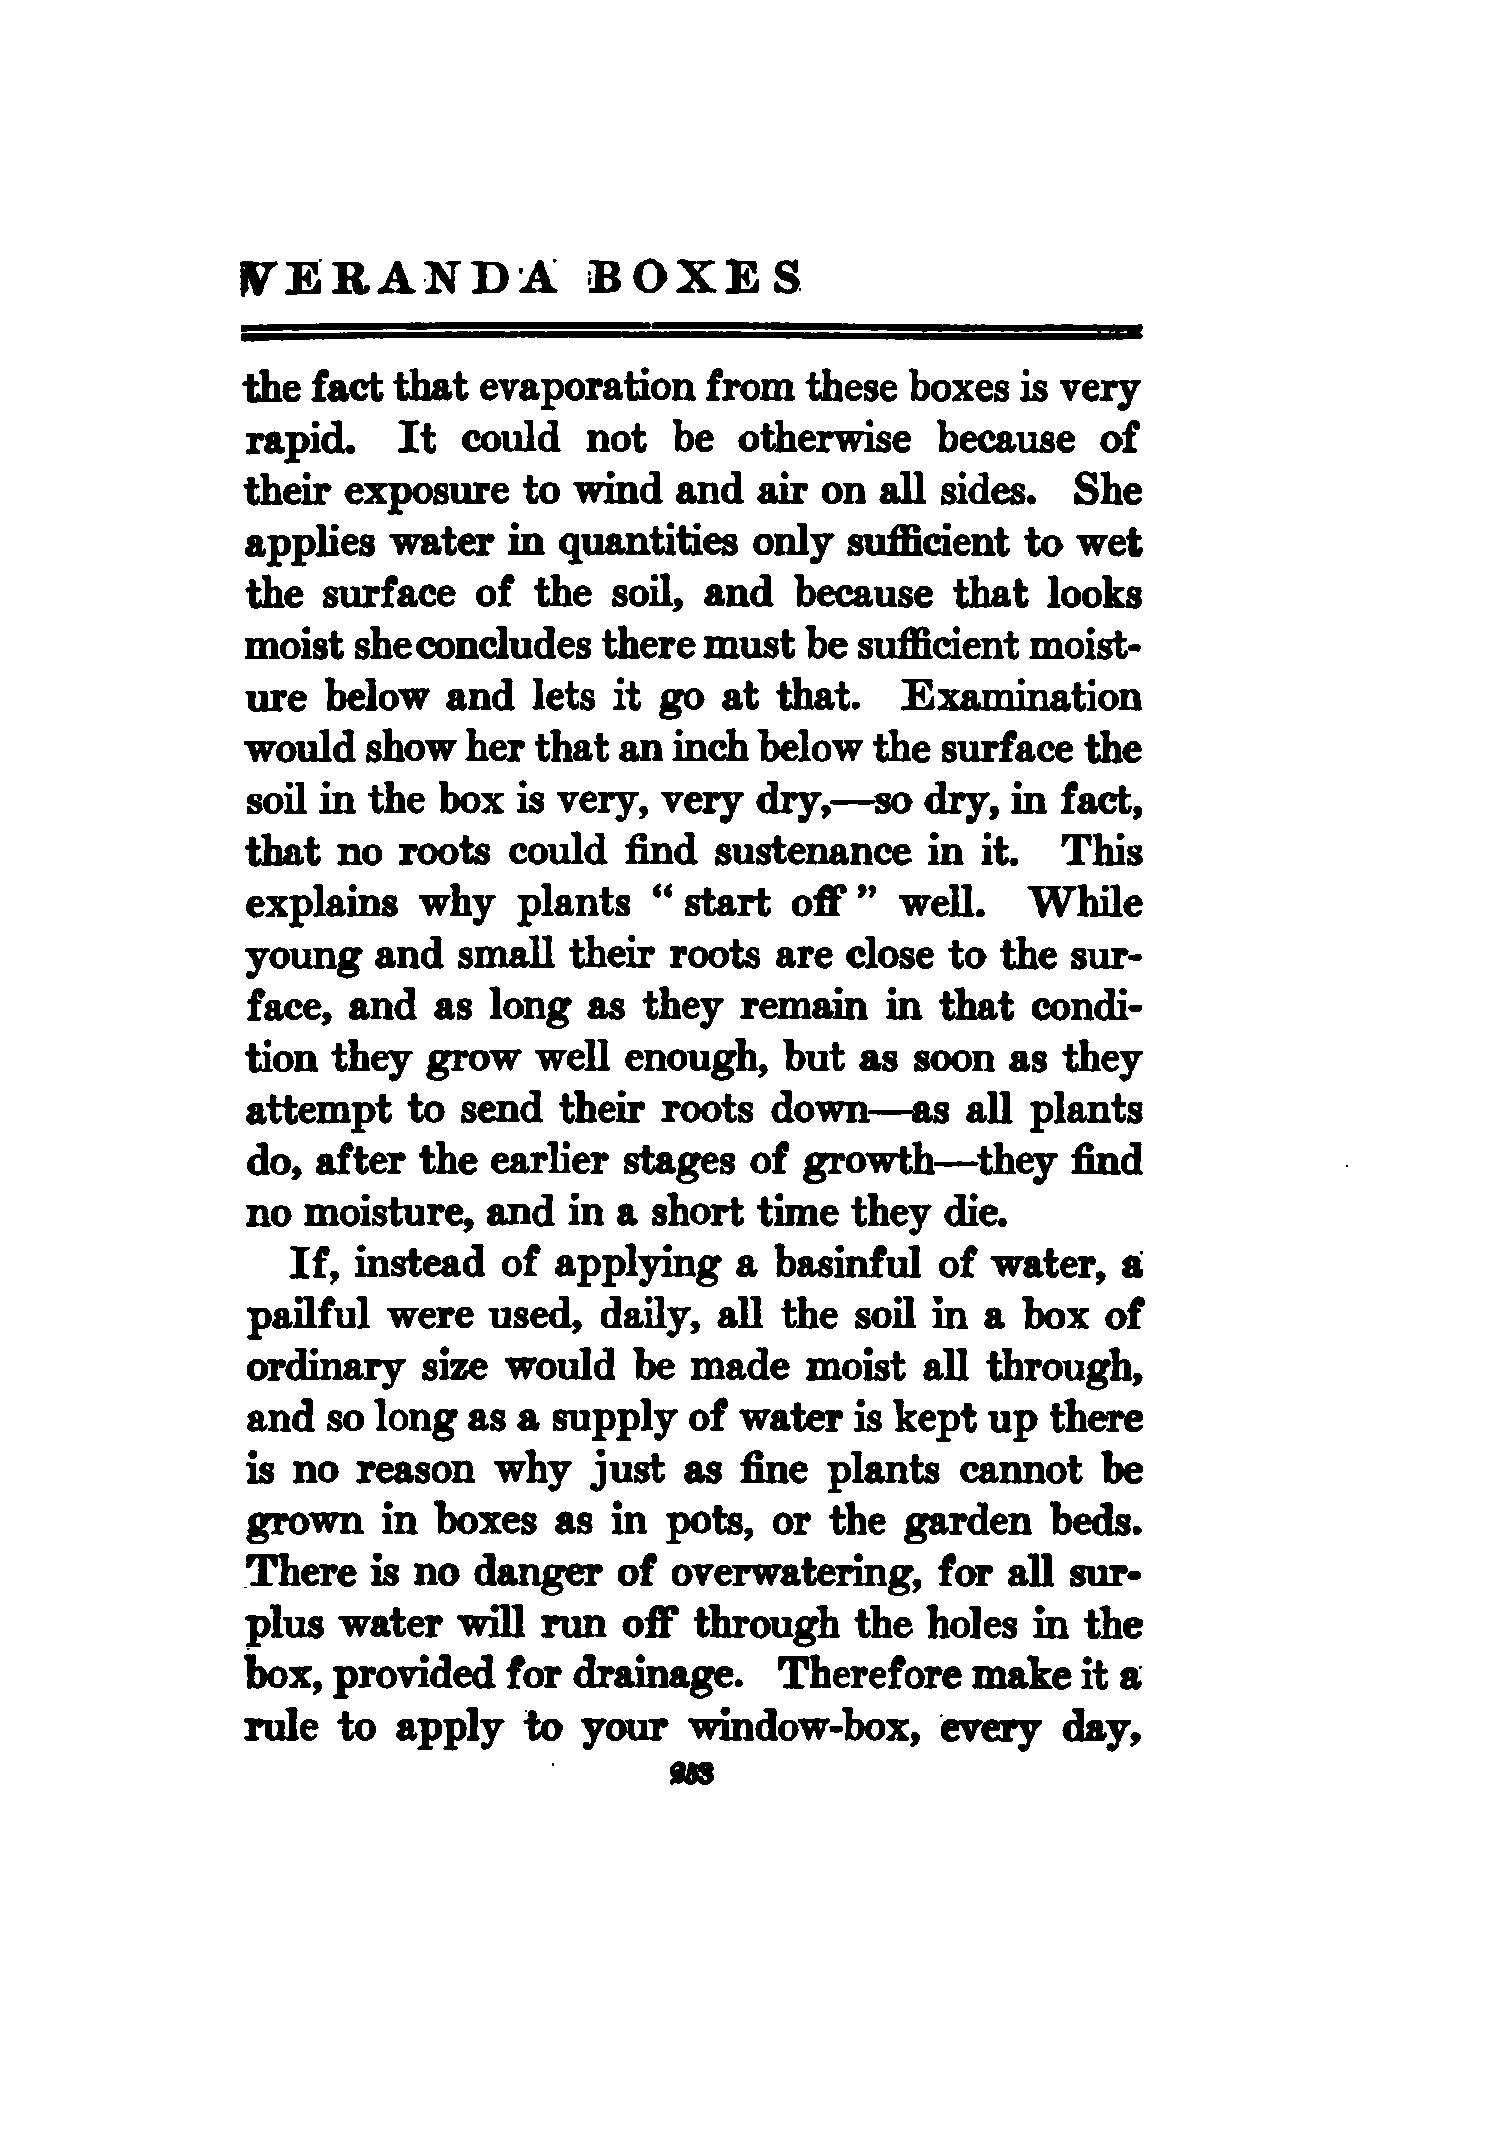 VERANDA BOXES
the fact that evaporation from these boxes is very
rapid. It could not be otherwise because of
their exposure to wind and air on all sides. She
applies water in quantities only sufficient to wet
the surface of the soil, and because that looks
moist she concludes there must be sufficient moist-
ure below and lets it go at that. Examination
would show her that an inch below the surface the
soil in the box is very, very dry,—so dry, in fact,
that no roots could find sustenance in it. This
explains why plants “ start off ” well. While
young and small their roots are close to the sur-
face, and as long as they remain in that condi-
tion they grow well enough, but as soon as they
attempt to send their roots down—as all plants
do, after the earlier stages of growth—they find
no moisture, and in a short time they die.
If, instead of applying a basinful of water, a
pailful were used, daily, all the soil in a box of
ordinary size would be made moist all through,
and so long as a supply of water is kept up there
is no reason why just as fine plants cannot be
grown in boxes as in pots, or the garden beds.
There is no danger of overwatering, for all sur-
plus water will run off through the holes in the
box, provided for drainage. Therefore make it a
rule to apply to your window-box, every day,
253